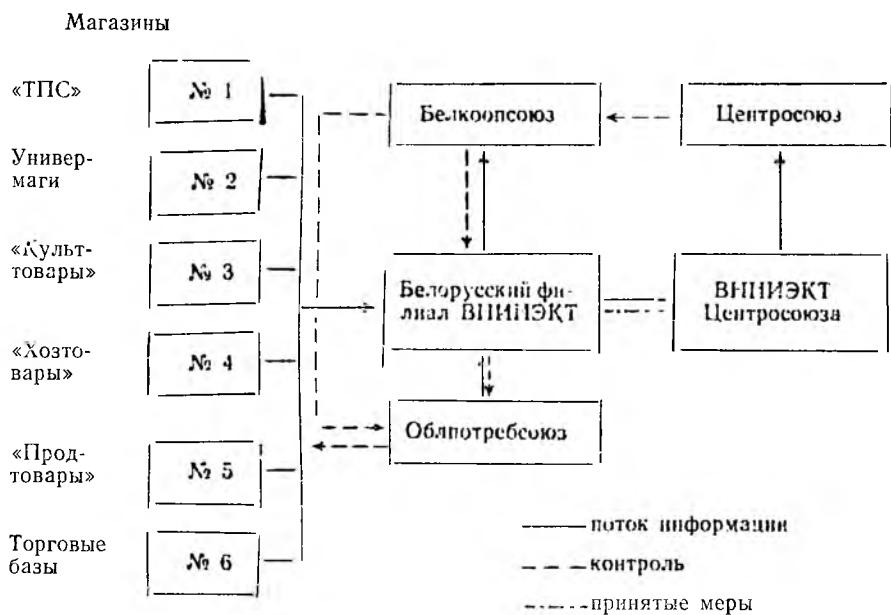 Магазины
«ТПС»
№ 1
Универ-
маги
№ 2
«Культ-
товары»
№ 3
«Хозто-
вары»
№ 4
«Прод-
товары»
№ 5
Торговые
базы
№ 6
Белкоопсоюз
Центросоюз
Белорусский фи-
лиал ВНИИЭКТ
ВНИИЭКТ
Центросоюза
Облпотребсоюз
поток информации
контроль
принятые меры